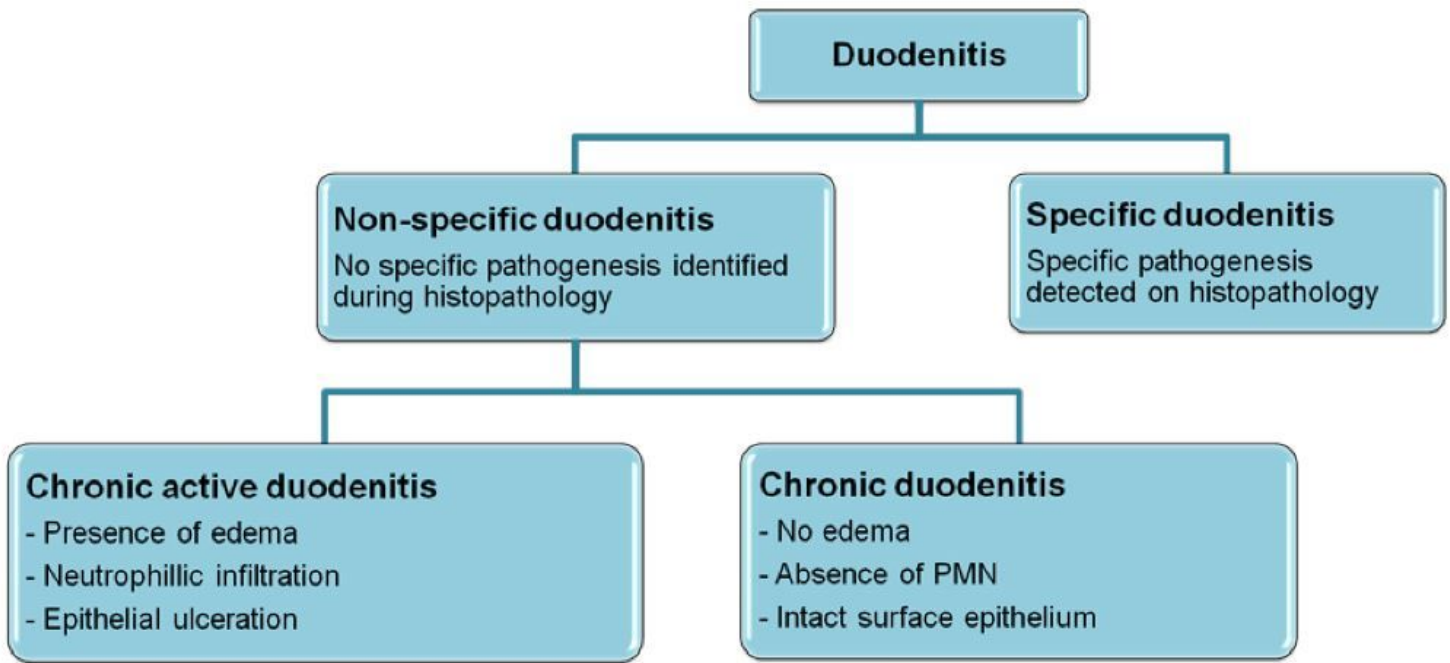 Duodenitis
Non-specific duodenitis
No specific pathogenesis identified
during histopathology
Specific duodenitis
Specific pathogenesis
detected on histopathology
Chronic active duodenitis
- Presence of edema
- Neutrophillic infiltration
- Epithelial ulceration
Chronic duodenitis
- No edema
- Absence of PMN
- Intact surface epithelium